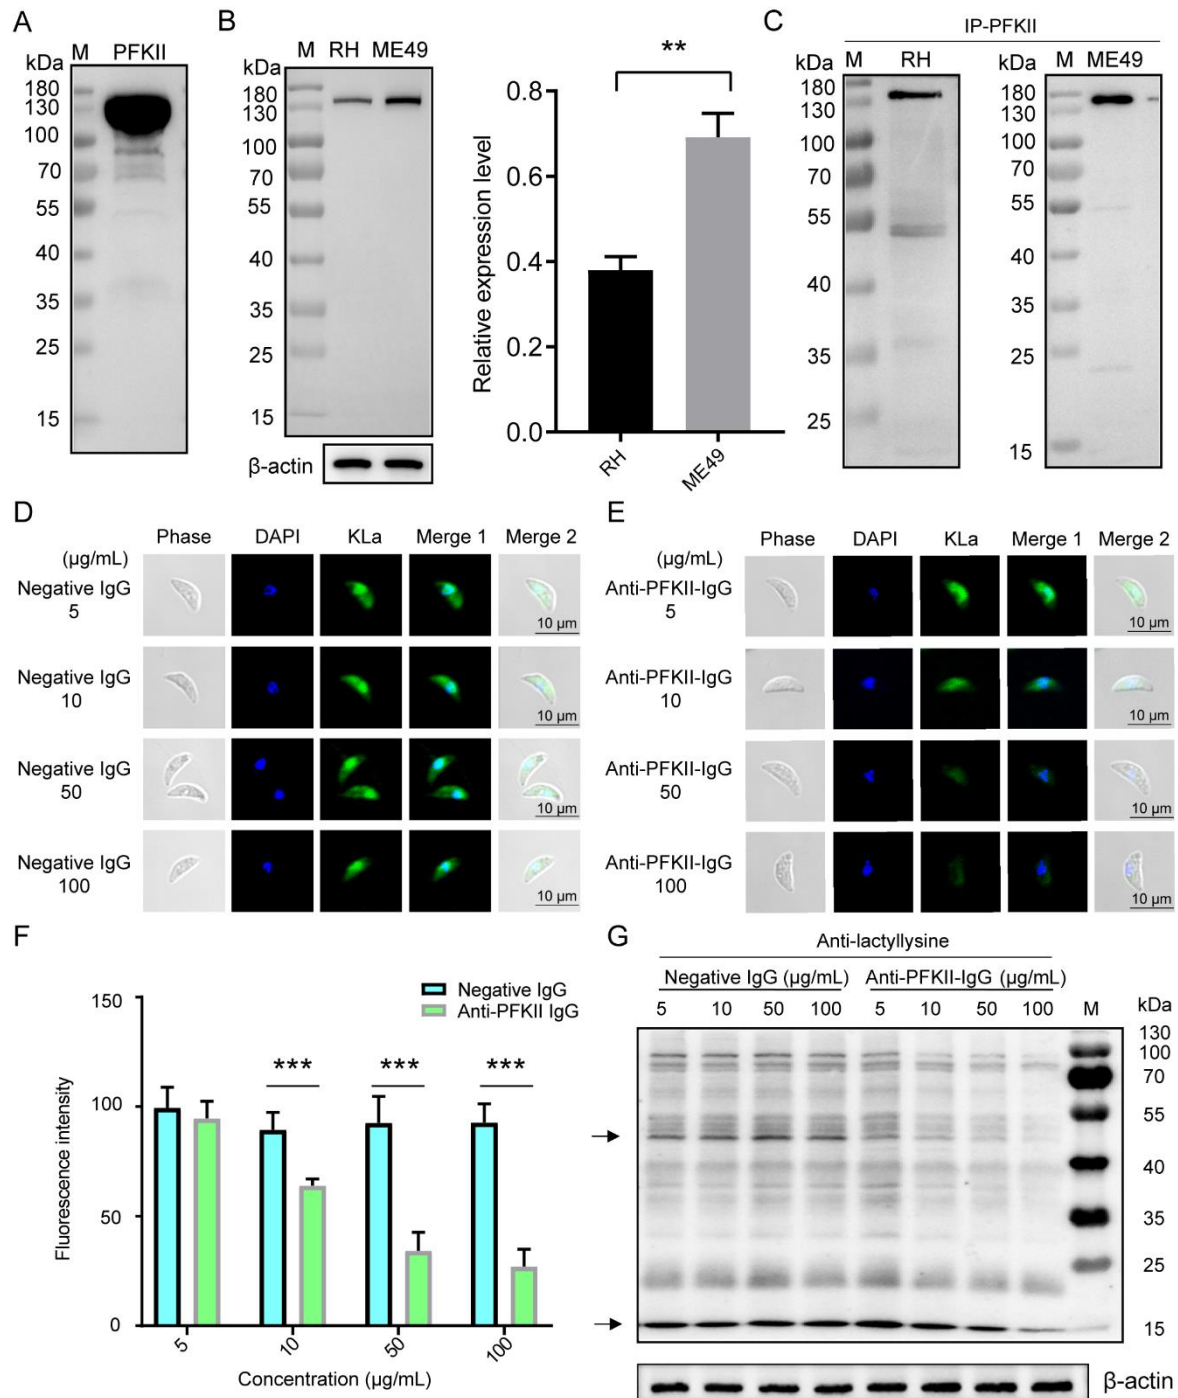 A
M PFKII
kDa
180
130
100
70
55
40
35
25
15
B
M RH ME49
kDa
180
130
100
70
55
40
35
25
15
β-actin
**
Relative expression level
0.8
0.6
0.4
0.2
0.0
RH
ME49
C
IP-PFKII
M RH
kDa
180
130
100
70
55
40
35
25
M ME49
kDa
180
130
100
70
55
40
35
25
15
D
(µg/mL)
Phase DAPI KLa Merge 1 Merge 2
Negative IgG
5
10 µm
Negative IgG
10
10 µm
Negative IgG
50
10 µm
Negative IgG
100
10 µm
E
(µg/mL)
Phase DAPI KLa Merge 1 Merge 2
Anti-PFKII-IgG
5
10 µm
Anti-PFKII-IgG
10
10 µm
Anti-PFKII-IgG
50
10 µm
Anti-PFKII-IgG
100
10 µm
F
Negative IgG
Anti-PFKII IgG
Fluorescence intensity
150
100
50
0
*** *** ***
5 10 50 100
Concentration (µg/mL)
G
Anti-lactyllysine
Negative IgG (µg/mL) Anti-PFKII-IgG (µg/mL)
5 10 50 100 5 10 50 100 M
kDa
130
100
70
55
40
35
25
15
β-actin